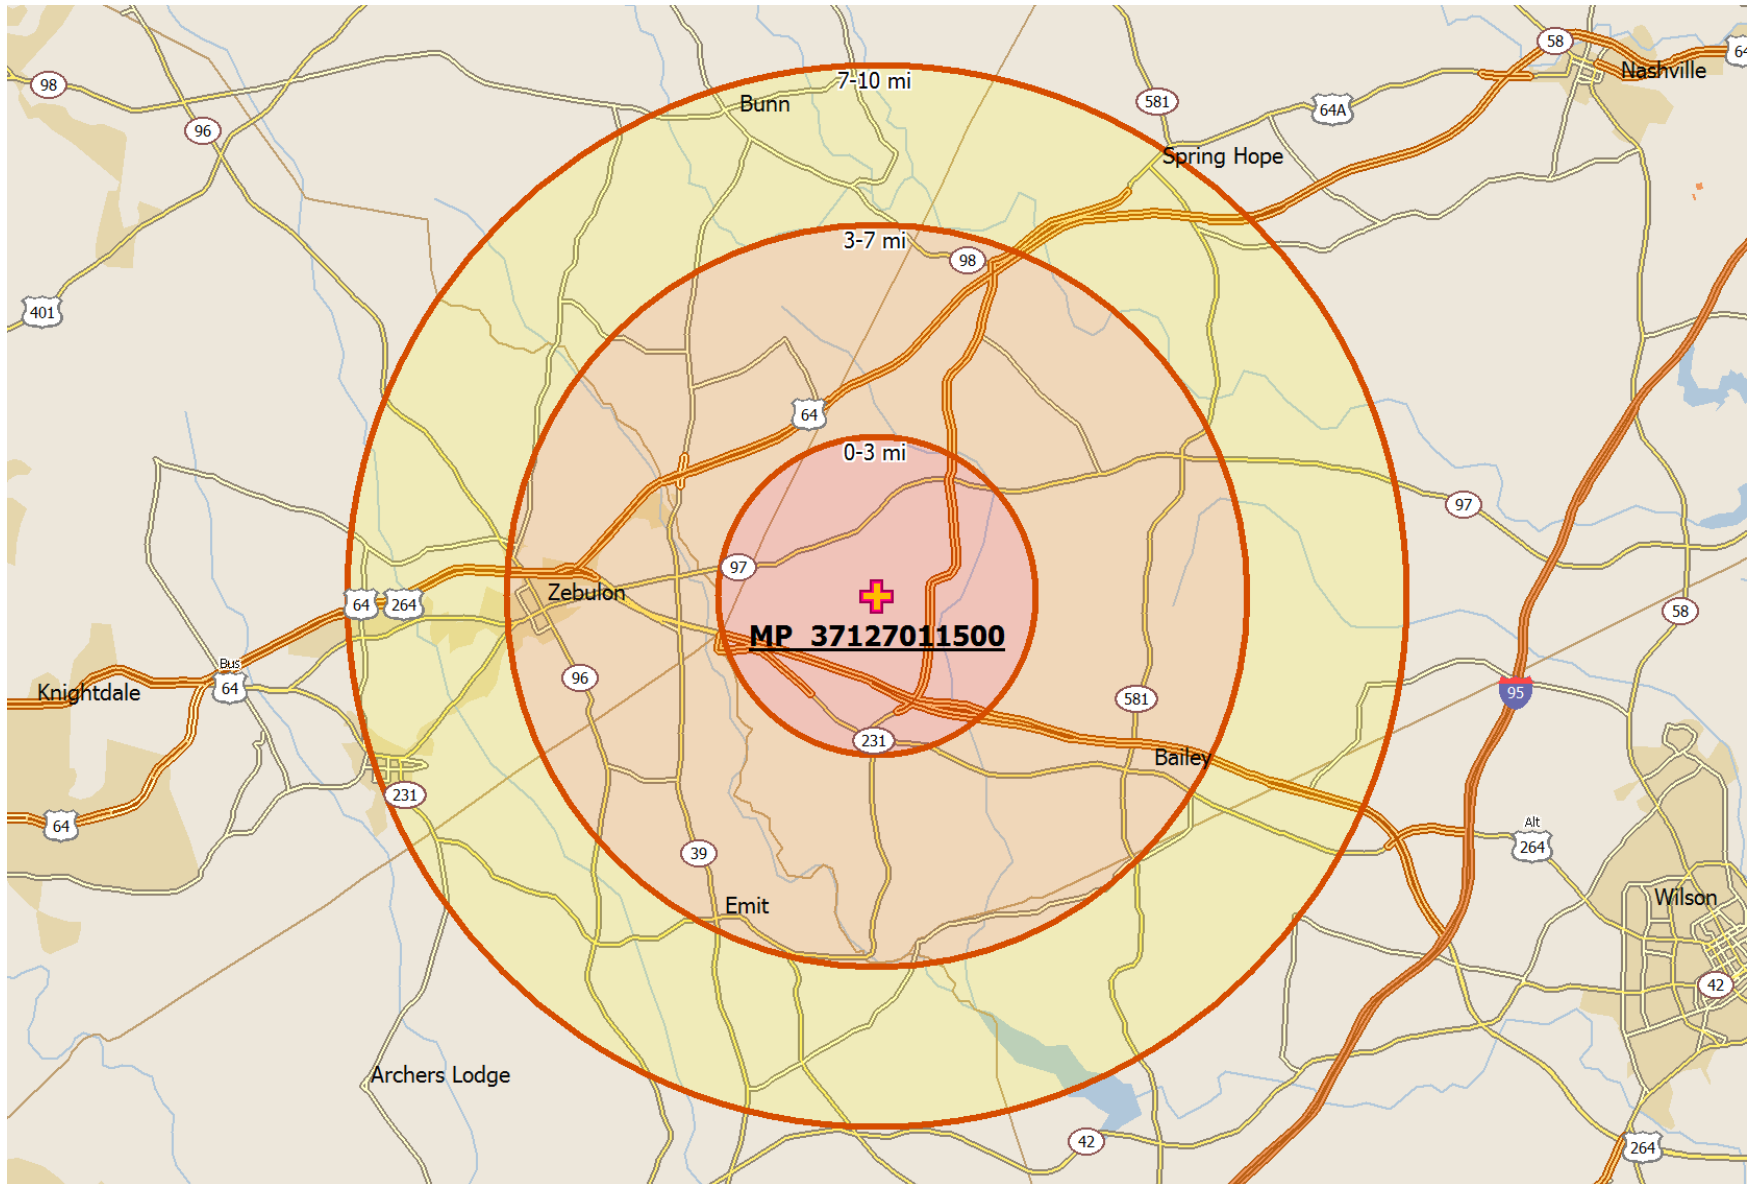 58
64
Nashville
7-10 mi
98
Bunn
581
64A
96
Spring Hope
3-7 mi
98
401
64
0-3 mi
97
97
Zebulon
64
264
58
MP 37127011500
Bus
64
Knightdale
96
581
95
231
Bailey
231
64
Alt
264
39
Wilson
Emit
42
Archers Lodge
42
264